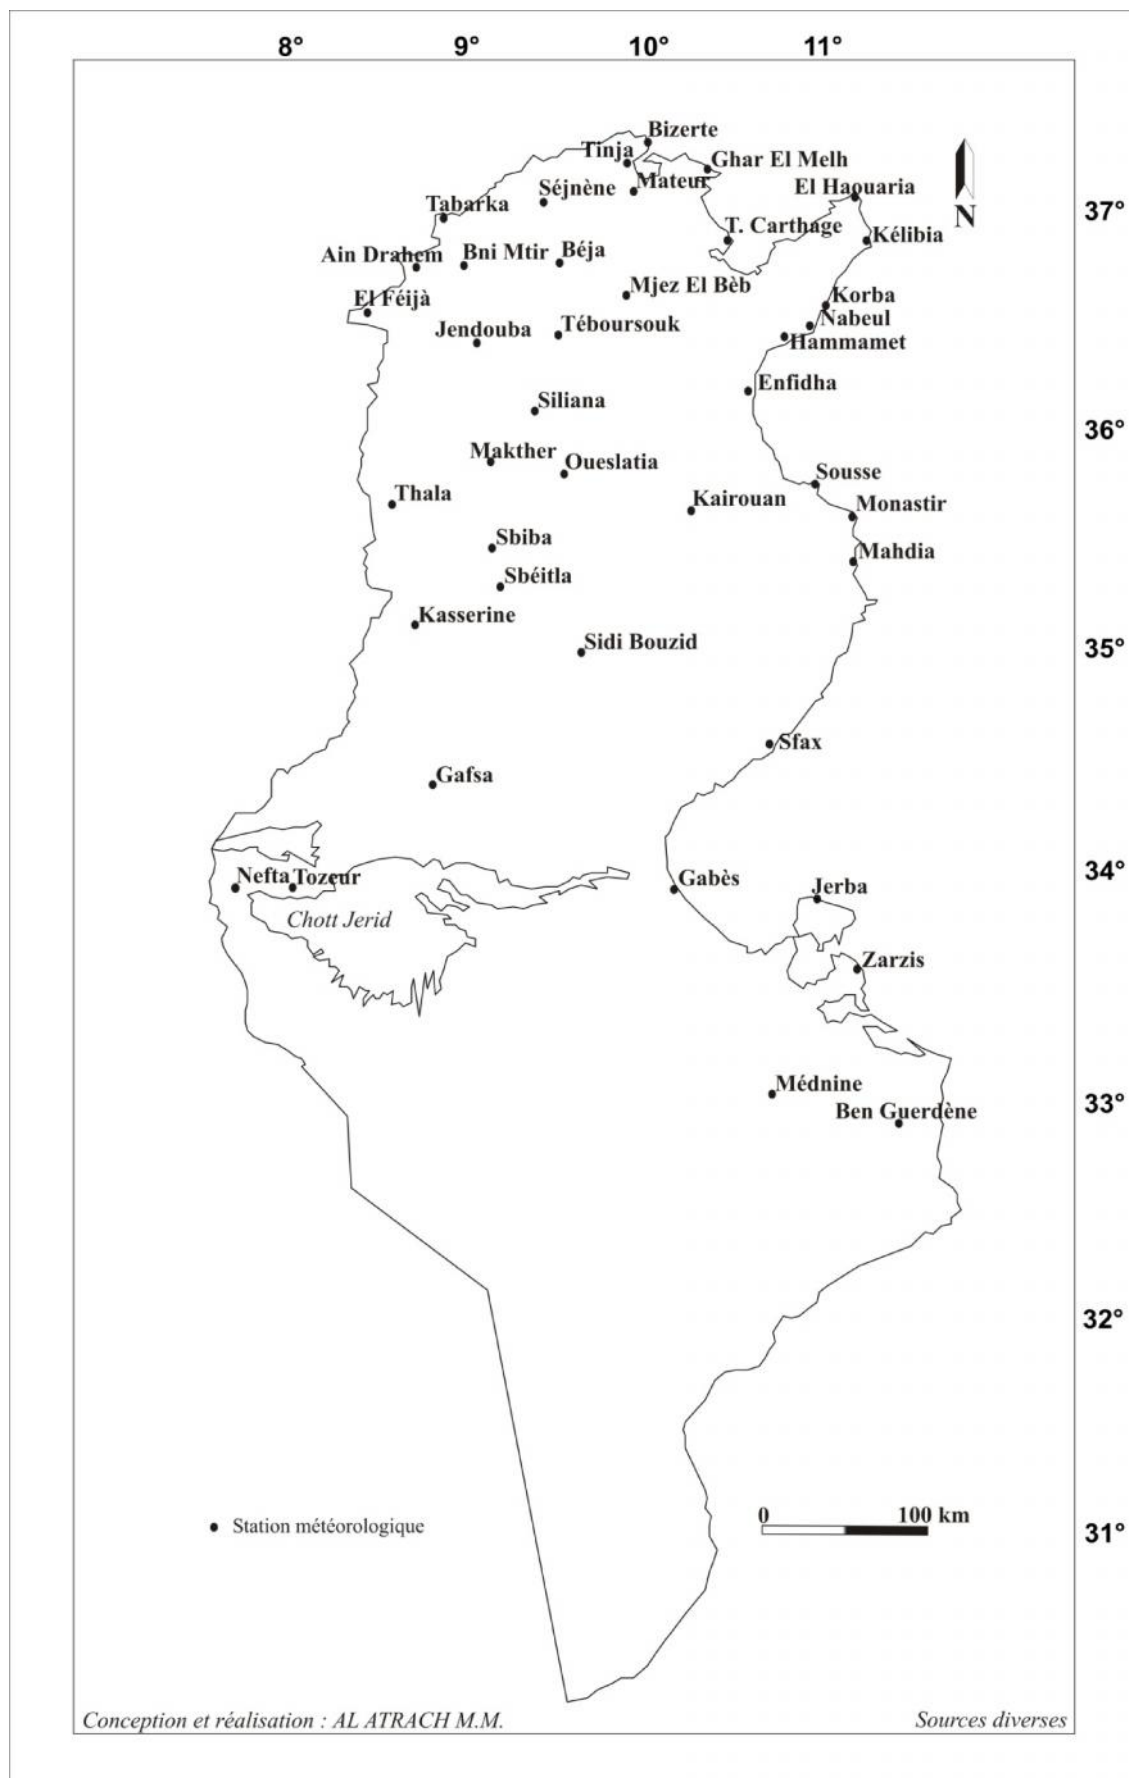 8° 9° 10° 11°
Bizerte
Tinja
Ghar El Melh
Mateur
El Haouaria
Séjnène
Tabarka
37°
N
T. Carthage
Kélibia
Ain Drahem
Bni Mtir
Béja
Mjez El Bèb
El Féijà
Korba
Nabeul
Jendouba
Téboursouk
Hammamet
Enfidha
Siliana
36°
Makther
Oueslatia
Sousse
Thala
Kairouan
Monastir
Sbiba
Mahdia
Sbéitla
Kasserine
Sidi Bouzid
35°
Sfax
Gafsa
34°
Nefta
Tozeur
Gabès
Jerba
Chott Jerid
Zarzis
Médnine
33°
Ben Guerdène
32°
0 100 km
Station météorologique
31°
Conception et réalisation : AL ATRACH M.M.
Sources diverses